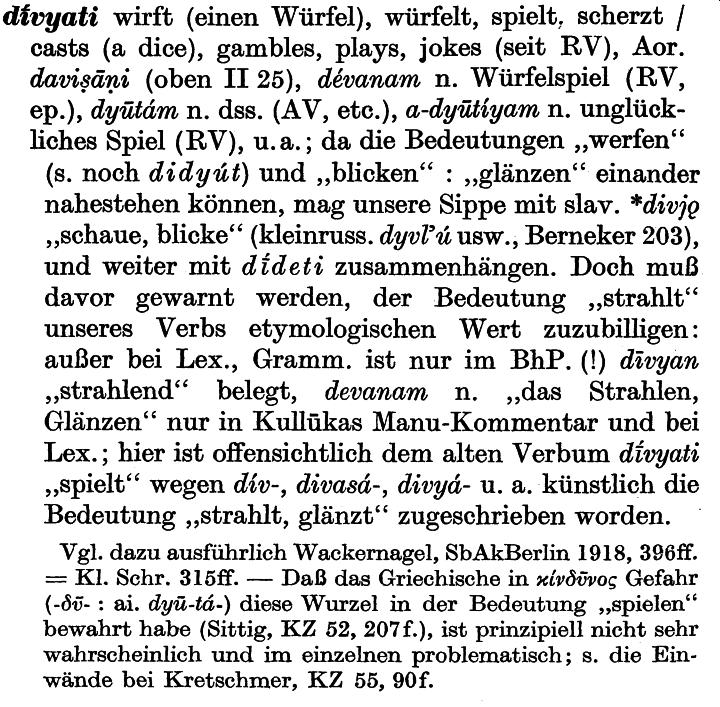 dī́vyati wirft (einen Würfel), würfelt, spielt, scherzt /
casts (a dice), gambles, plays, jokes (seit RV), Aor.
daviṣāṇi (oben II 25), dévanam n. Würfelspiel (RV,
ep.), dyūtám n. dss. (AV, etc.), a-dyūtíyam n. unglück-
liches Spiel (RV), u. a.; da die Bedeutungen „werfen“
(s. noch didyút) und „blicken“ : „glänzen“ einander
nahestehen können, mag unsere Sippe mit slav. *divjǫ
„schaue, blicke“ (kleinruss. dyvľ’ú usw., Berneker 203),
und weiter mit dī́deti zusammenhängen. Doch muß
davor gewarnt werden, der Bedeutung „strahlt“
unseres Verbs etymologischen Wert zuzubilligen:
außer bei Lex., Gramm. ist nur im BhP. (!) dīvyan
„strahlend“ belegt, devanam n. „das Strahlen,
Glänzen“ nur in Kullūkas Manu-Kommentar und bei
Lex.; hier ist offensichtlich dem alten Verbum dī́vyati
„spielt“ wegen dív-, divasá-, divyá- u. a. künstlich die
Bedeutung „strahlt, glänzt“ zugeschrieben worden.
Vgl. dazu ausführlich Wackernagel, SbAkBerlin 1918, 396ff.
= Kl. Schr. 315ff. — Daß das Griechische in κίνδῡνος Gefahr
(-δῡ- : ai. dyū-tá-) diese Wurzel in der Bedeutung „spielen“
bewahrt habe (Sittig, KZ 52, 207f.), ist prinzipiell nicht sehr
wahrscheinlich und im einzelnen problematisch; s. die Ein-
wände bei Kretschmer, KZ 55, 90f.